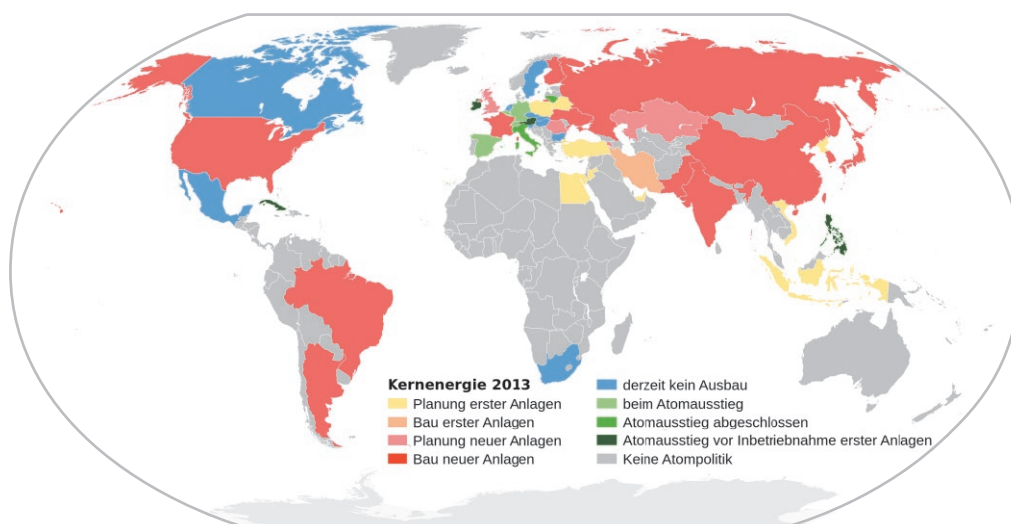 Kernenergie 2013
Planung erster Anlagen
Bau erster Anlagen
Planung neuer Anlagen
Bau neuer Anlagen
derzeit kein Ausbau
beim Atomausstieg
Atomausstieg abgeschlossen
Atomausstieg vor Inbetriebnahme erster Anlagen
Keine Atompolitik